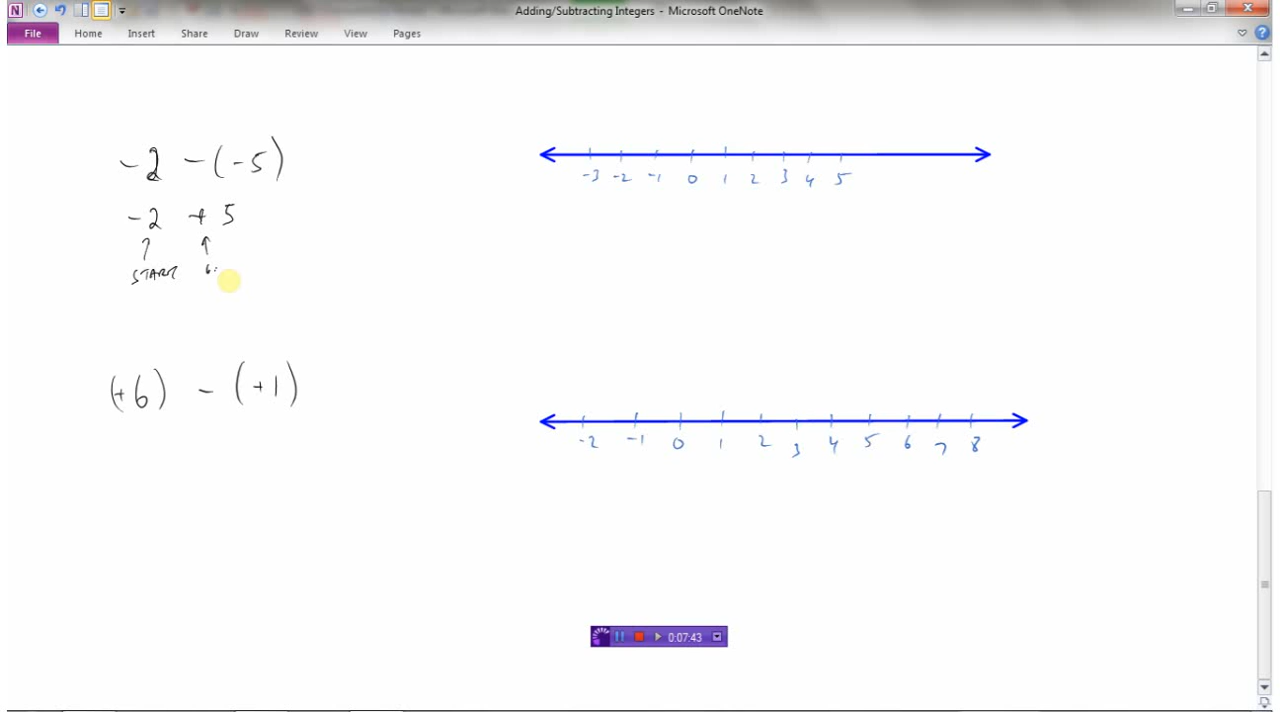 Adding/Subtracting Integers - Microsoft OneNote
File Home Insert Share Draw Review View Pages
-2 -(-5)
-3 -2 -1 0 1 2 3 4 5
-2 + 5
START
(+6) - (+1)
-2 -1 0 1 2 3 4 5 6 7 8
0:07:43